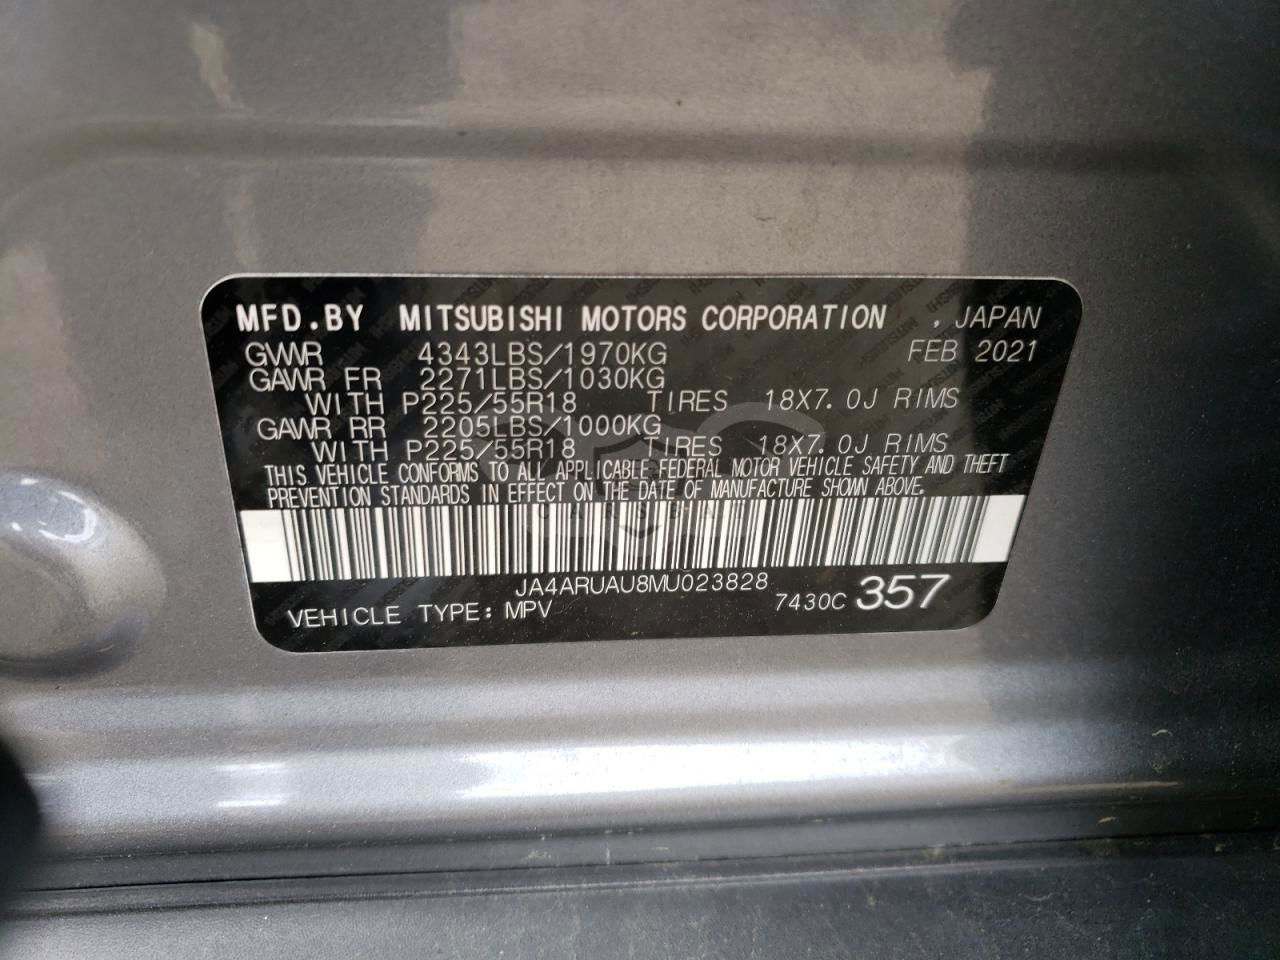 MFD.BY MITSUBISHI MOTORS CORPORATION , JAPAN
GVWR 4343LBS/1970KG FEB 2021
GAWR FR 2271LBS/1030KG
WITH P225/55R18 TIRES 18X7.0J RIMS
GAWR RR 2205LBS/1000KG
WITH P225/55R18 TIRES 18X7.0J RIMS
THIS VEHICLE CONFORMS TO ALL APPLICABLE FEDERAL MOTOR VEHICLE SAFETY AND THEFT
PREVENTION STANDARDS IN EFFECT ON THE DATE OF MANUFACTURE SHOWN ABOVE.
JA4ARUAU8MU023828
VEHICLE TYPE: MPV 7430C 357